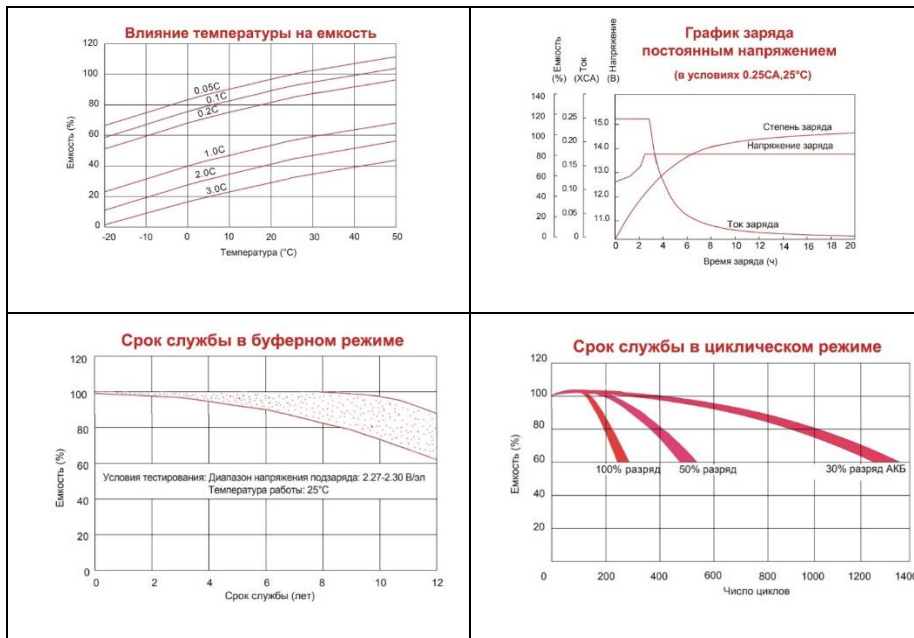 Влияние температуры на емкость
120
100
80
60
40
20
0
Емкость (%)
0.05C
0.1C
0.2C
1.0C
2.0C
3.0C
-20 -10 0 10 20 30 40 50
Температура (°C)
График заряда
постоянным напряжением
(в условиях 0.25CA,25°C)
Емкость (%)
Ток (XCA)
Напряжение (В)
140
120
100
80
60
40
20
0
0.25
0.20
0.15
0.10
0.05
0
15.0
14.0
13.0
12.0
11.0
Степень заряда
Напряжение заряда
Ток заряда
0 2 4 6 8 10 12 14 16 18 20
Время заряда (ч)
Срок службы в буферном режиме
120
100
80
60
40
20
0
Емкость (%)
Условия тестирования: Диапазон напряжения подзаряда: 2.27-2.30 В/эл
Температура работы: 25°C
0 2 4 6 8 10 12
Срок службы (лет)
Срок службы в циклическом режиме
120
100
80
60
40
20
Емкость (%)
100% разряд 50% разряд 30% разряд АКБ
0 200 400 600 800 1000 1200 1400
Число циклов